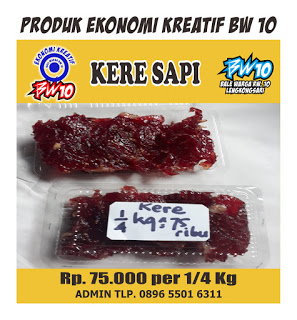 PRODUK EKONOMI KREATIF BW 10
EKONOMI KREATIF
BW10
KERE SAPI
BW10
BELE WARGA RW. 10
LENGKONGSARI
Kere
1/4 kg = 75
ribu
Rp. 75.000 per 1/4 Kg
ADMIN TLP. 0896 5501 6311